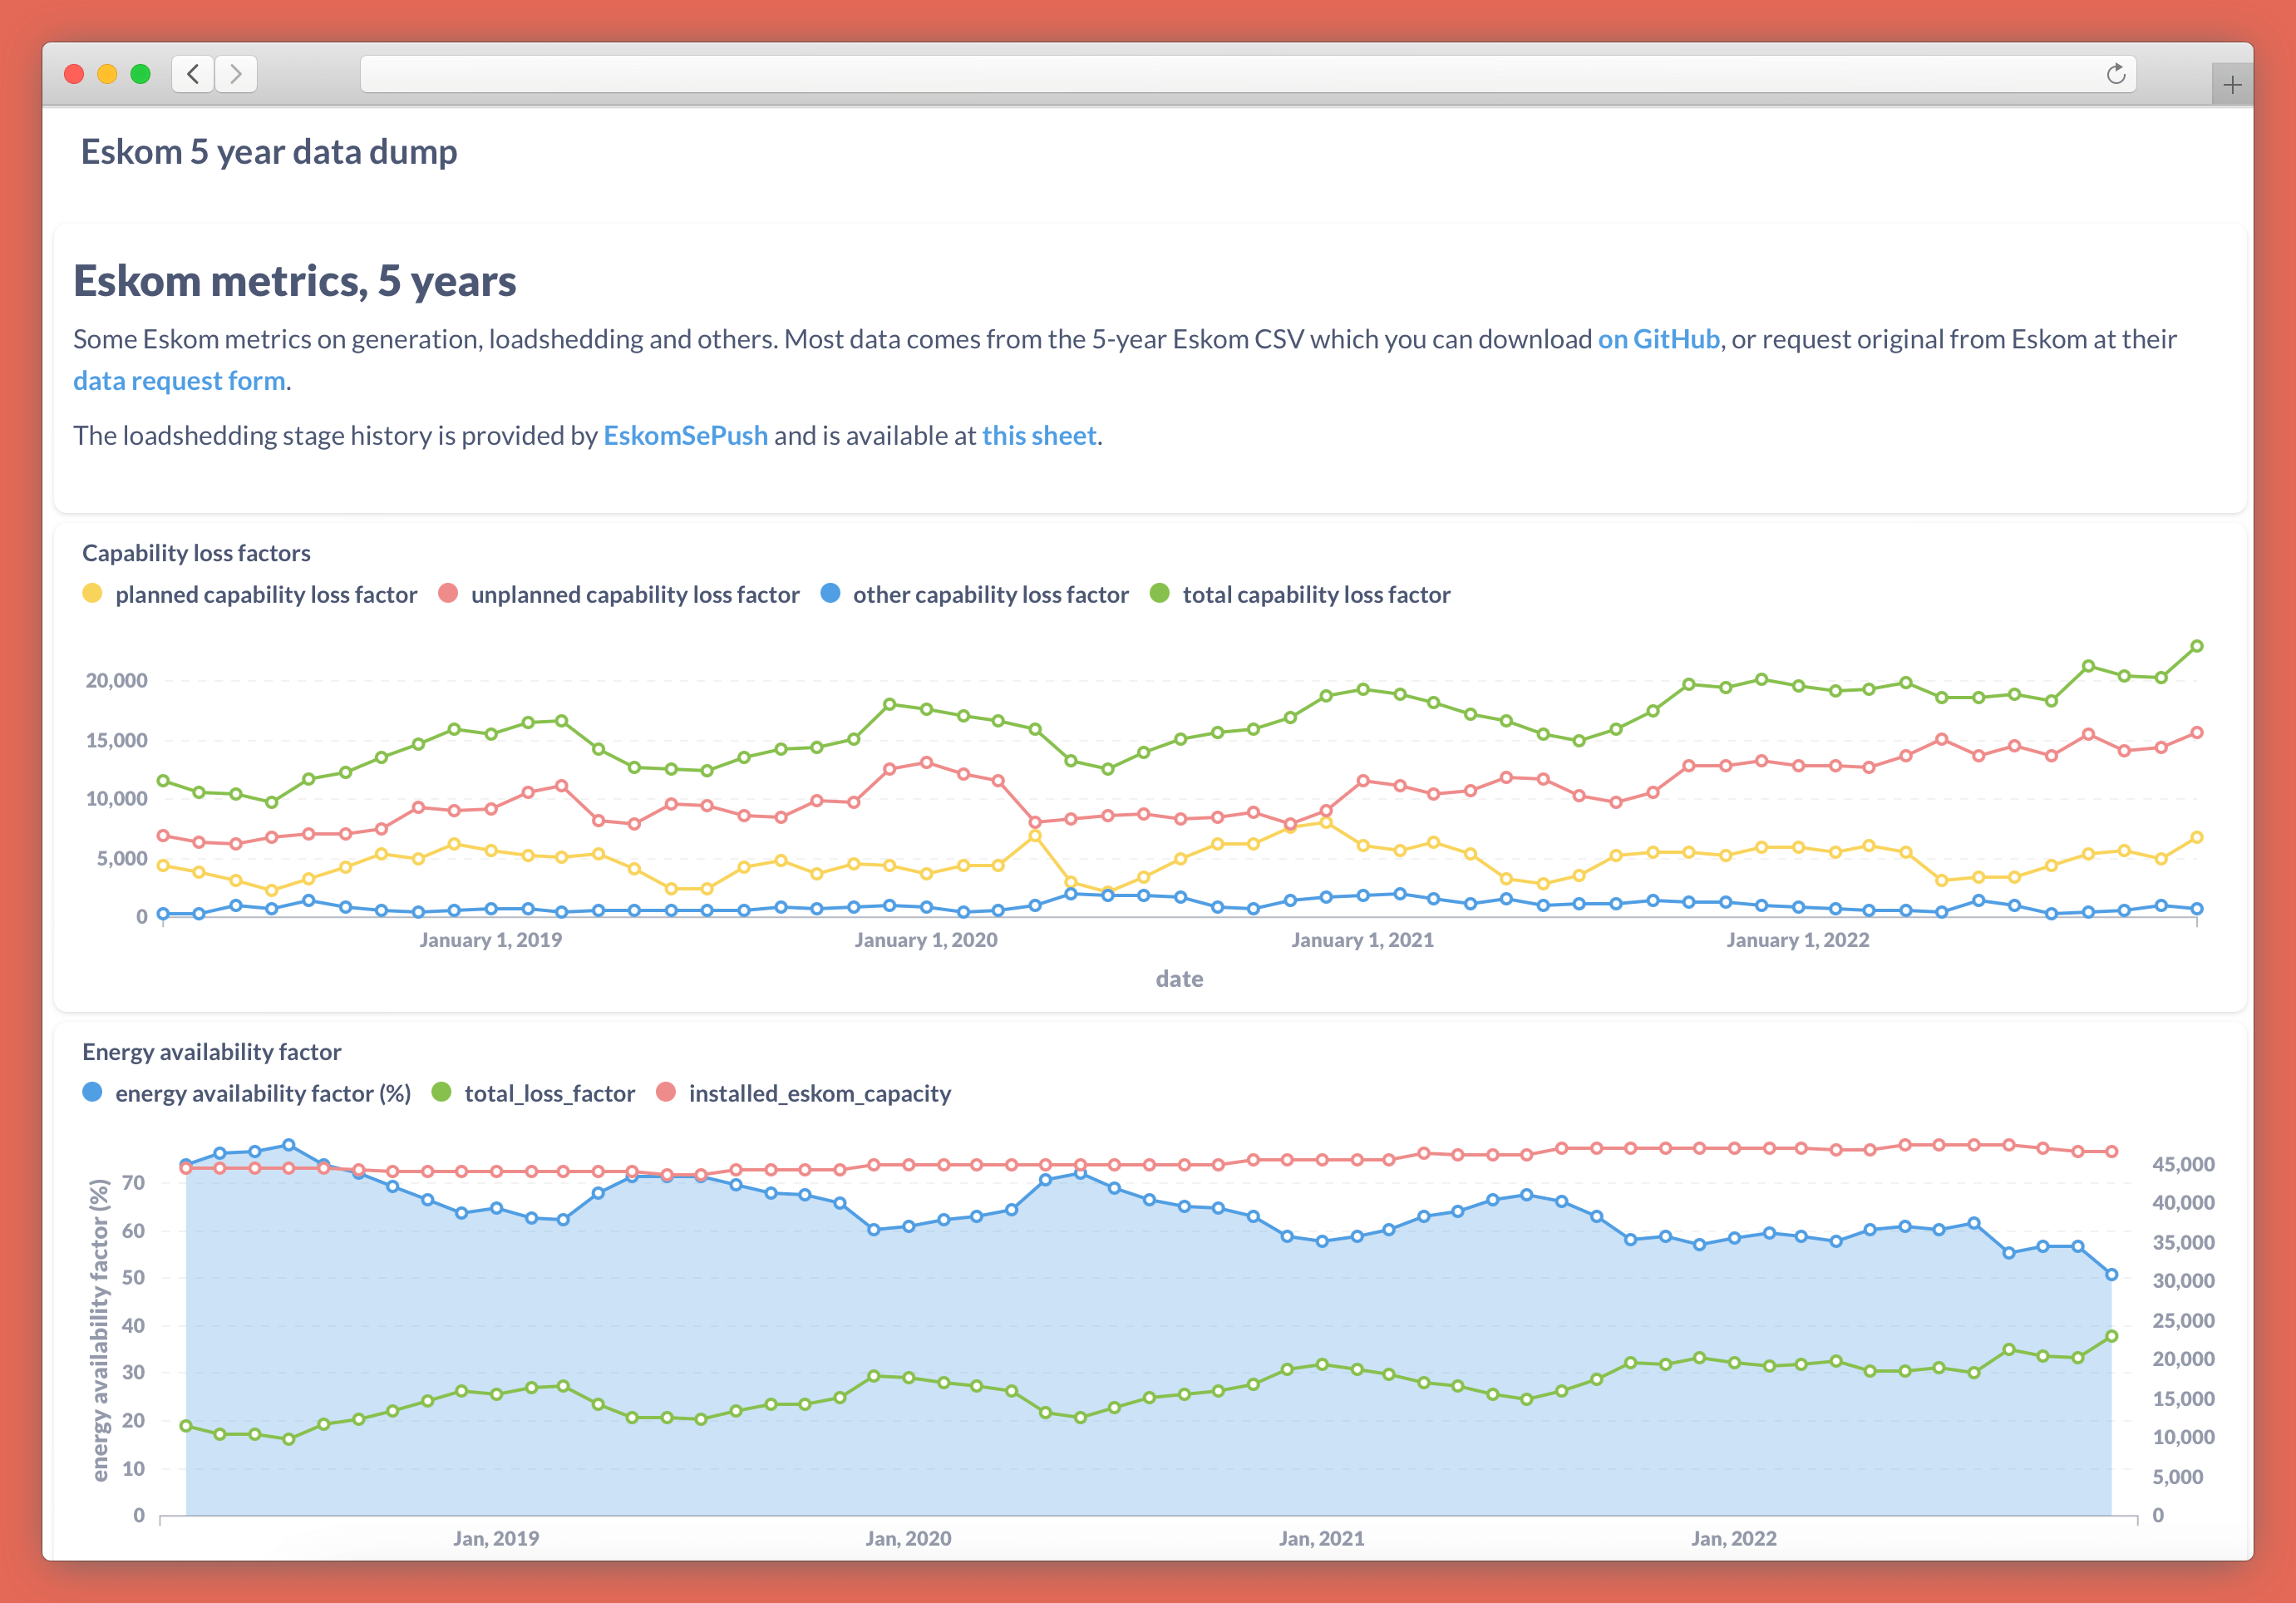 Eskom 5 year data dump
Eskom metrics, 5 years
Some Eskom metrics on generation, loadshedding and others. Most data comes from the 5-year Eskom CSV which you can download on GitHub, or request original from Eskom at their
data request form.
The loadshedding stage history is provided by EskomSePush and is available at this sheet.
Capability loss factors
planned capability loss factor unplanned capability loss factor other capability loss factor total capability loss factor
20,000
15,000
10,000
5,000
0
January 1, 2019 January 1, 2020 January 1, 2021 January 1, 2022
date
Energy availability factor
energy availability factor (%) total_loss_factor installed_eskom_capacity
energy availability factor (%)
70
60
50
40
30
20
10
0
45,000
40,000
35,000
30,000
25,000
20,000
15,000
10,000
5,000
0
Jan, 2019 Jan, 2020 Jan, 2021 Jan, 2022